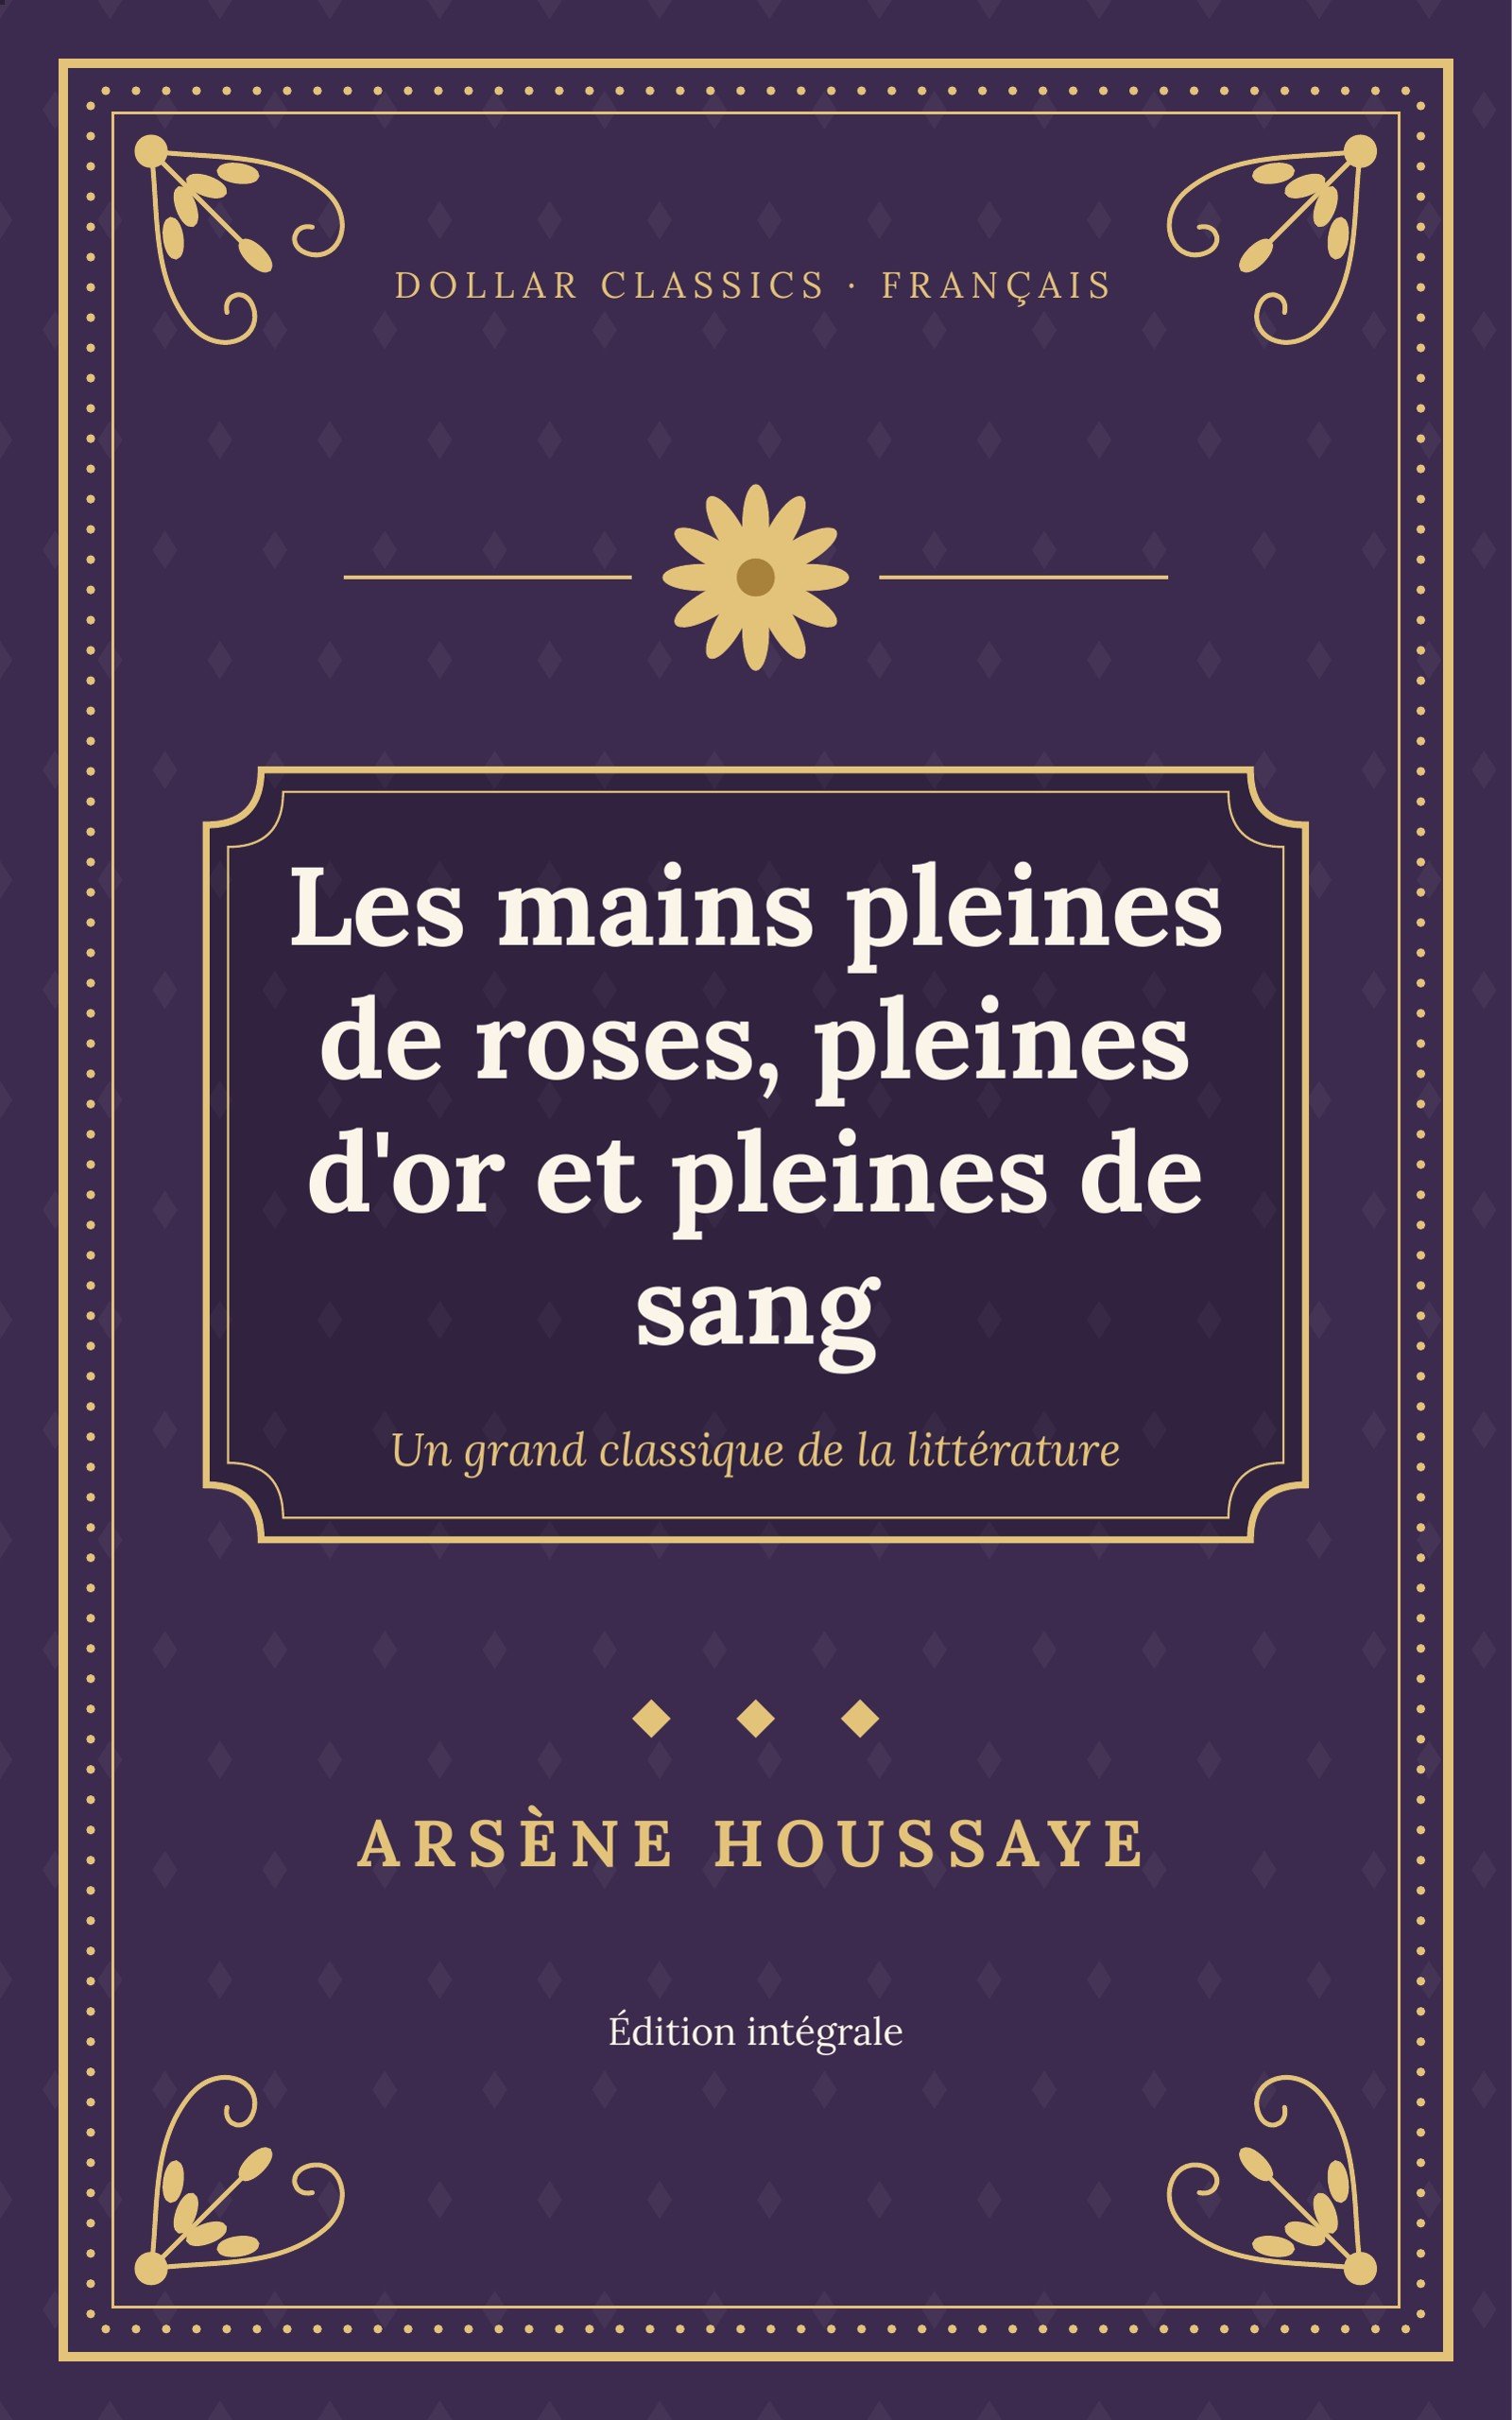 DOLLAR CLASSICS · FRANÇAIS
Les mains pleines
de roses, pleines
d'or et pleines de
sang
Un grand classique de la littérature
ARSÈNE HOUSSAYE
Édition intégrale